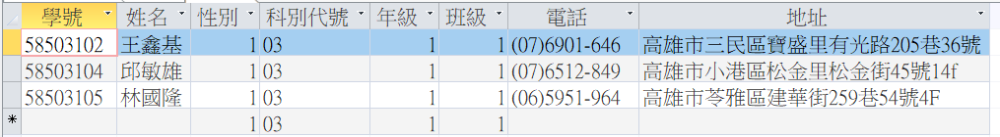 學號 姓名 性別 科別代號 年級 班級 電話 地址
58503102 王鑫基 1 03 1 1 (07)6901-646 高雄市三民區寶盛里有光路205巷36號
58503104 邱敏雄 1 03 1 1 (07)6512-849 高雄市小港區松金里松金街45號14f
58503105 林國隆 1 03 1 1 (06)5951-964 高雄市苓雅區建華街259巷54號4F
* 1 03 1 1